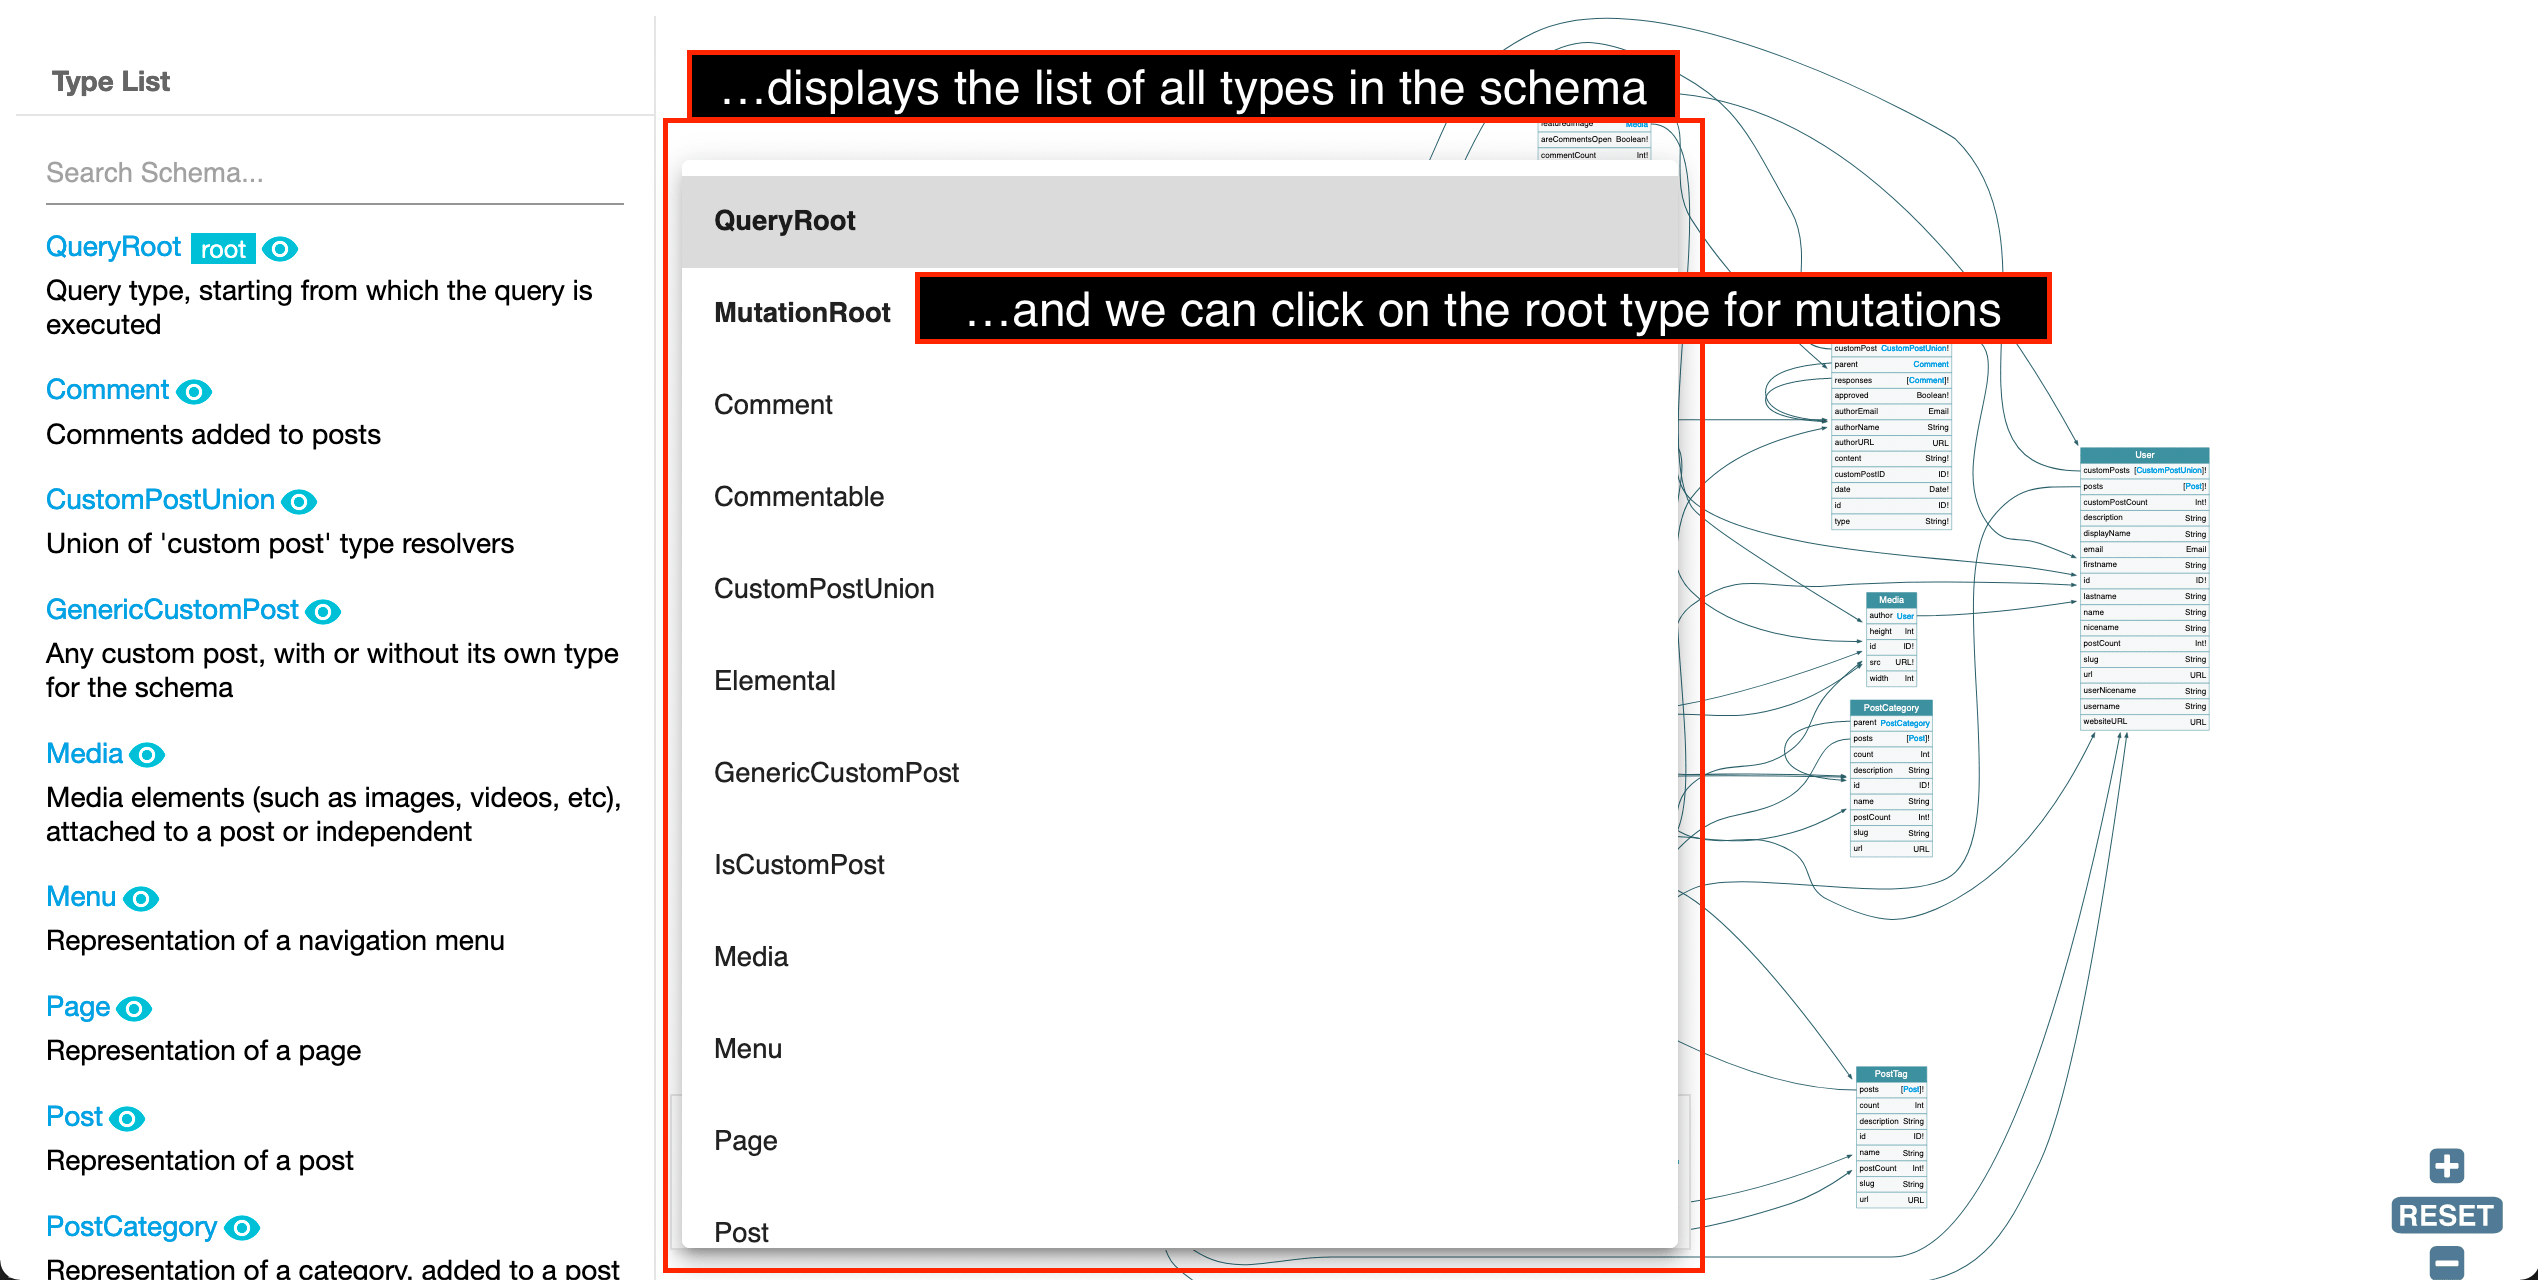 Type List
Search Schema...
QueryRoot root
Query type, starting from which the query is
executed
Comment
Comments added to posts
CustomPostUnion
Union of 'custom post' type resolvers
GenericCustomPost
Any custom post, with or without its own type
for the schema
Media
Media elements (such as images, videos, etc),
attached to a post or independent
Menu
Representation of a navigation menu
Page
Representation of a page
Post
Representation of a post
PostCategory
Representation of a category, added to a post
...displays the list of all types in the schema
featuredImage Media
areCommentsOpen Boolean!
commentCount Int!
QueryRoot
MutationRoot
...and we can click on the root type for mutations
Comment
Commentable
CustomPostUnion
Elemental
GenericCustomPost
IsCustomPost
Media
Menu
Page
Post
customPost CustomPostUnion!
parent Comment
responses [Comment]!
approved Boolean!
authorEmail Email
authorName String
authorURL URL
content String!
customPostID ID!
date Date!
id ID!
type String!
Media
author User
height Int
id ID!
src URL!
width Int
PostCategory
parent PostCategory
posts [Post]!
count Int
description String
id ID!
name String
postCount Int!
slug String
url URL
PostTag
posts [Post]!
count Int
description String
id ID!
name String
postCount Int!
slug String
url URL
User
customPosts [CustomPostUnion]!
posts [Post]!
customPostCount Int!
description String
displayName String
email Email
firstname String
id ID!
lastname String
name String
nicename String
postCount Int!
slug String
url URL
userNicename String
username String
websiteURL URL
RESET